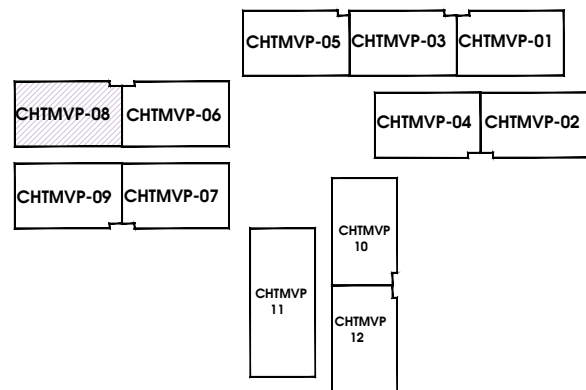 CHTMVP-05 CHTMVP-03 CHTMVP-01
CHTMVP-08 CHTMVP-06
CHTMVP-04 CHTMVP-02
CHTMVP-09 CHTMVP-07
CHTMVP
10
CHTMVP
11
CHTMVP
12